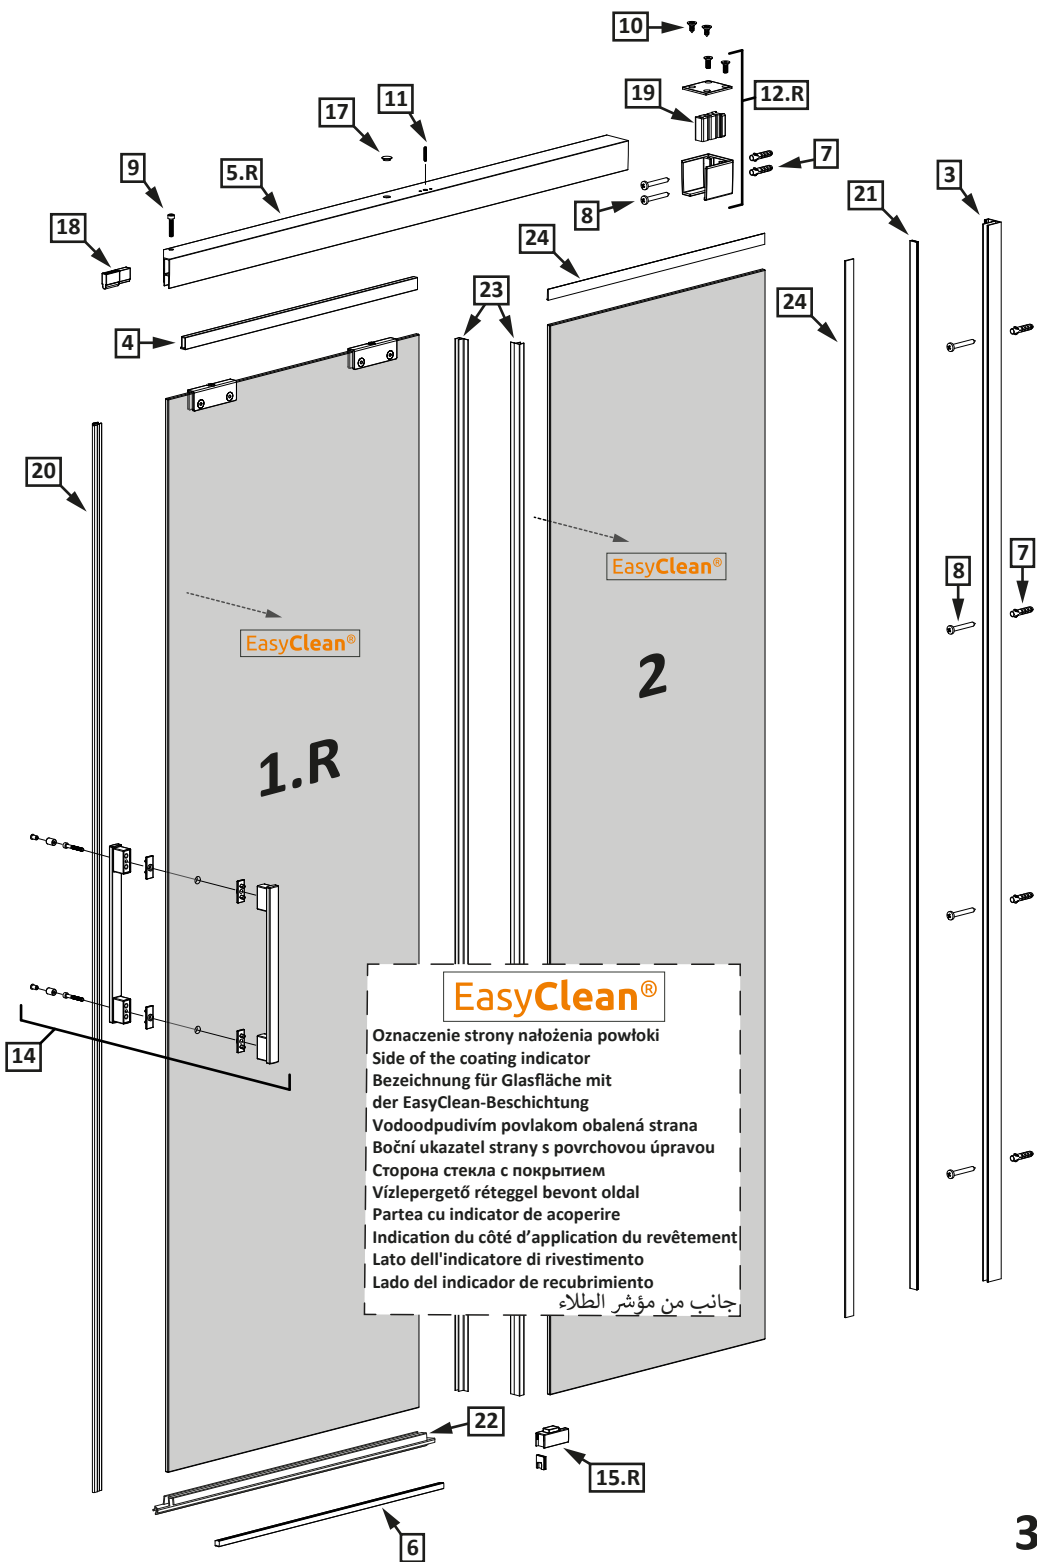 10
12.R
19
11
17
7
9
5.R
3
18
21
8
24
23
24
4
20
EasyClean®
8
7
EasyClean®
2
1.R
EasyClean®
Oznaczenie strony nałożenia powłoki
Side of the coating indicator
Bezeichnung für Glasfläche mit
der EasyClean-Beschichtung
Vodoodpudivím povlakom obalená strana
Boční ukazatel strany s povrchovou úpravou
Сторона стекла с покрытием
Vízlepergető réteggel bevont oldal
Partea cu indicator de acoperire
Indication du côté d’application du revêtement
Lato dell'indicatore di rivestimento
Lado del indicador de recubrimiento
جانب من مؤشر الطلاء
14
22
15.R
6
3